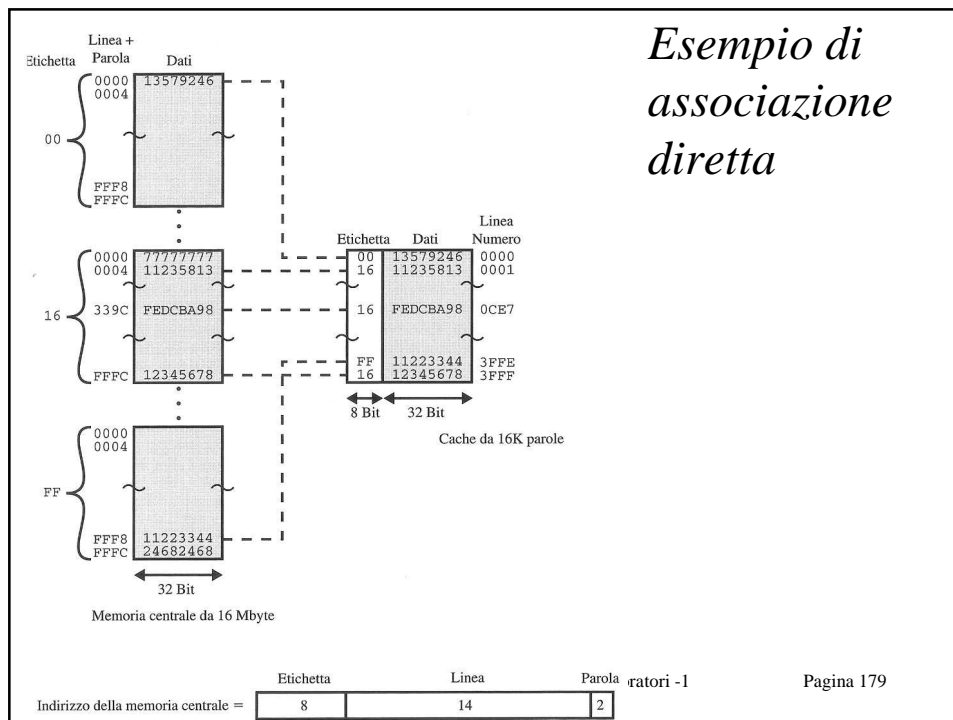 Esempio di
associazione
diretta
Linea +
Etichetta Parola Dati
0000 13579246
0004
00
FFF8
FFFC
0000 77777777
0004 11235813
16 339C FEDCBA98
FFFC 12345678
0000
0004
FF
FFF8 11223344
FFFC 24682468
32 Bit
Memoria centrale da 16 Mbyte
Linea
Etichetta Dati Numero
00 13579246 0000
16 11235813 0001
16 FEDCBA98 0CE7
FF 11223344 3FFE
16 12345678 3FFF
8 Bit 32 Bit
Cache da 16K parole
Etichetta Linea Parola
Indirizzo della memoria centrale = 8 14 2
ratori -1 Pagina 179